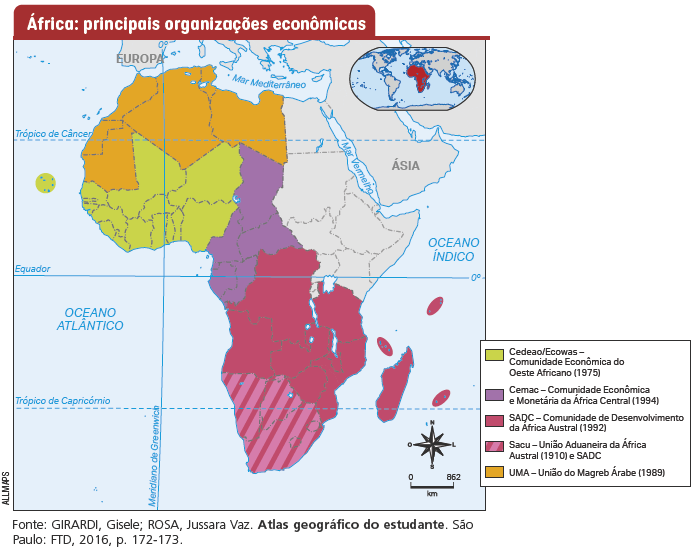 África: principais organizações econômicas
0°
EUROPA
Mar Mediterrâneo
Trópico de Câncer
Mar Vermelho
ÁSIA
OCEANO
ÍNDICO
Equador
0°
OCEANO
ATLÂNTICO
Trópico de Capricórnio
Meridiano de Greenwich
N
O
L
S
0
862
km
ALLMAPS
Cedeao/Ecowas –
Comunidade Econômica do
Oeste Africano (1975)
Cemac – Comunidade Econômica
e Monetária da África Central (1994)
SAQC – Comunidade de Desenvolvimento
da África Austral (1992)
Sacu – União Aduaneira da África
Austral (1910) e SADC
UMA – União do Magreb Árabe (1989)
Fonte: GIRARDI, Gisele; ROSA, Jussara Vaz. Atlas geográfico do estudante. São
Paulo: FTD, 2016, p. 172-173.